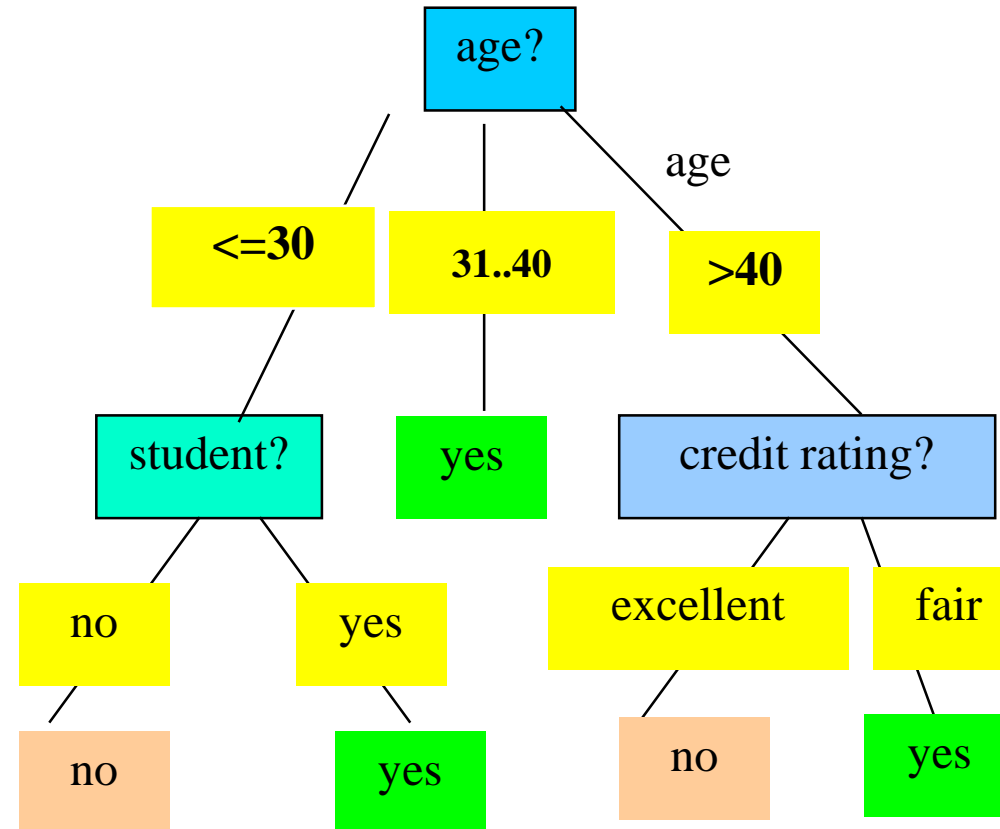 age?
age
<=30
31..40
>40
student?
yes
credit rating?
no
yes
excellent
fair
no
yes
no
yes